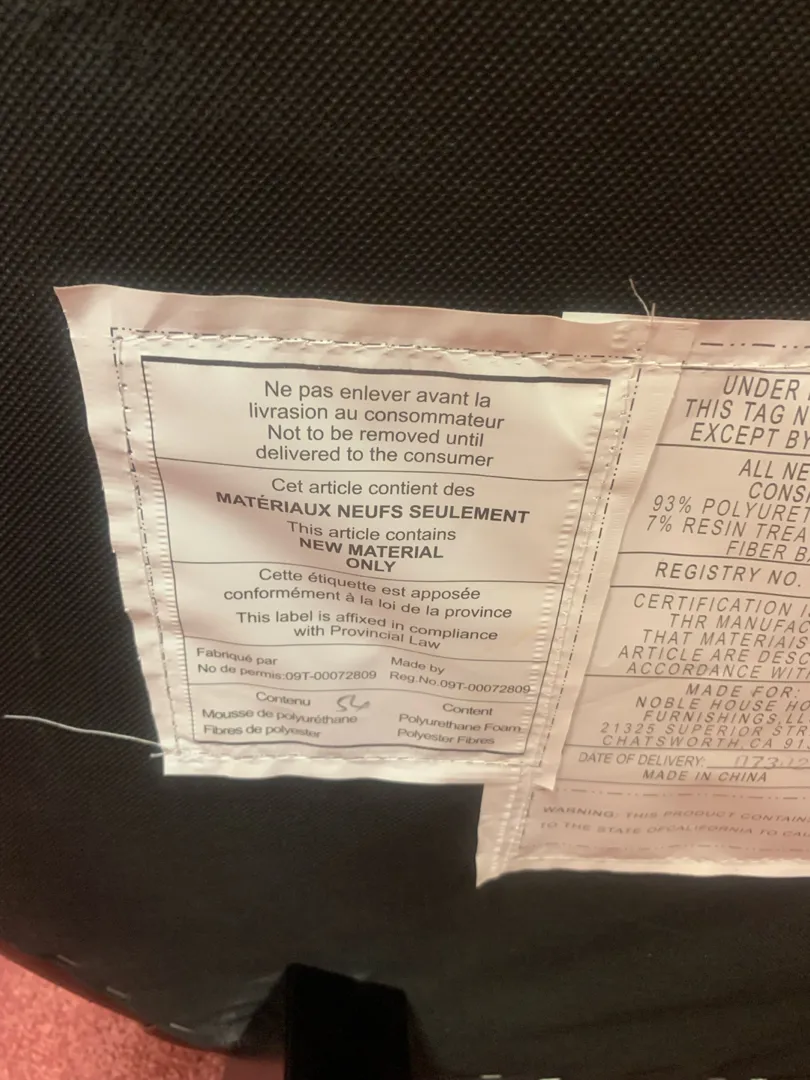 Ne pas enlever avant la
livrasion au consommateur
Not to be removed until
delivered to the consumer
Cet article contient des
MATÉRIAUX NEUFS SEULEMENT
This article contains
NEW MATERIAL
ONLY
Cette étiquette est apposée
conformément à la loi de la province
This label is affixed in compliance
with Provincial Law
Fabriqué par
No de permis:09T-00072809
Made by
Reg.No.09T-00072809
Contenu
Mousse de polyuréthane
Fibres de polyester
Content
Polyurethane Foam
Polyester Fibres
UNDER
THIS TAG N
EXCEPT BY
ALL NE
CONS
93% POLYURET
7% RESIN TREA
FIBER B
REGISTRY NO.
CERTIFICATION I
THR MANUFAC
THAT MATERIAIS
ARTICLE ARE DESC
ACCORDANCE WIT
MADE FOR:
NOBLE HOUSE HO
FURNISHINGS,LL
21325 SUPERIOR STR
CHATSWORTH,CA 91
DATE OF DELIVERY:
MADE IN CHINA
WARNING: THIS PRODUCT CONTAIN
TO THE STATE OFCALIFORNIA TO CAU